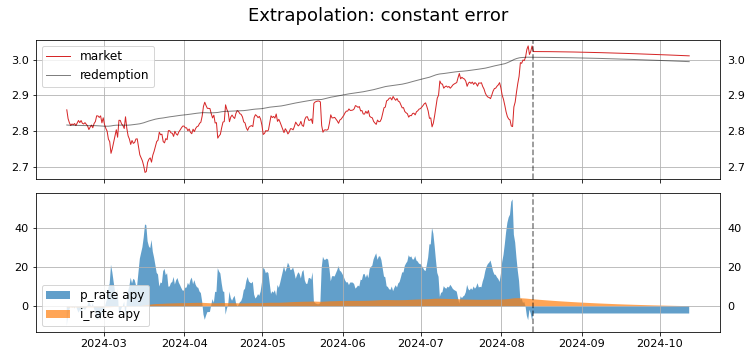 Extrapolation: constant error
market
redemption
3.0 3.0
2.9 2.9
2.8 2.8
2.7 2.7
40 40
20 20
0 0
p_rate apy
i_rate apy
2024-03 2024-04 2024-05 2024-06 2024-07 2024-08 2024-09 2024-10